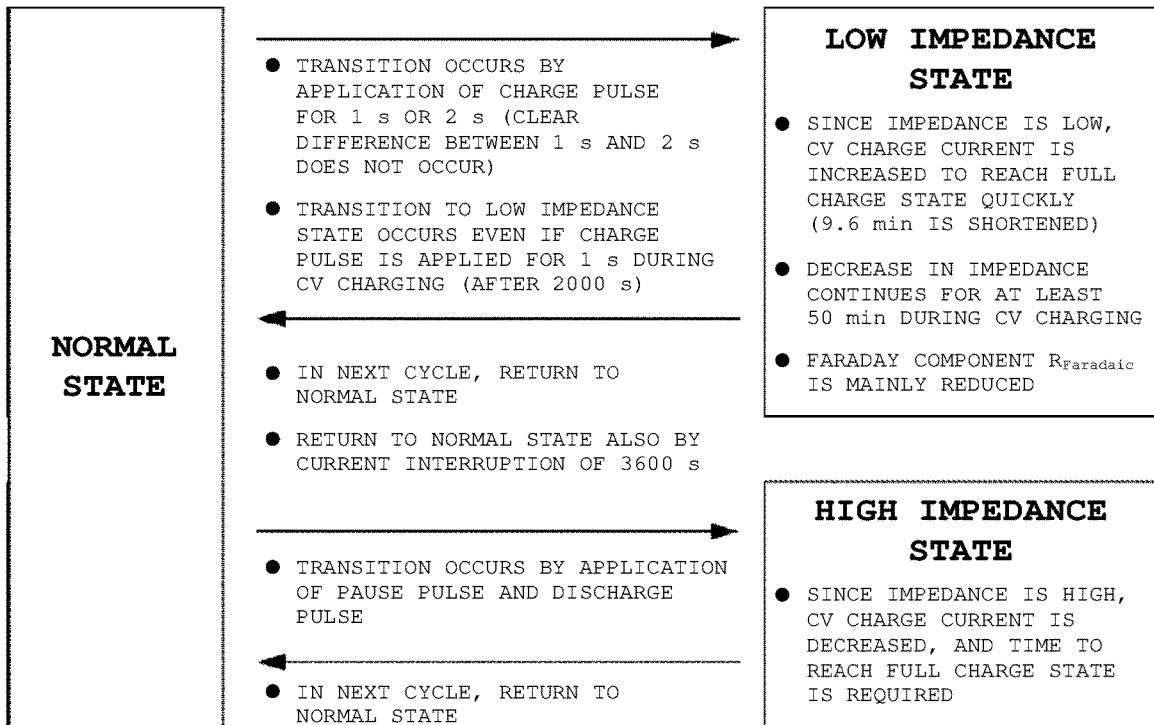 NORMAL
STATE
● TRANSITION OCCURS BY
APPLICATION OF CHARGE PULSE
FOR 1 s OR 2 s (CLEAR
DIFFERENCE BETWEEN 1 s AND 2 s
DOES NOT OCCUR)
● TRANSITION TO LOW IMPEDANCE
STATE OCCURS EVEN IF CHARGE
PULSE IS APPLIED FOR 1 s DURING
CV CHARGING (AFTER 2000 s)
● IN NEXT CYCLE, RETURN TO
NORMAL STATE
● RETURN TO NORMAL STATE ALSO BY
CURRENT INTERRUPTION OF 3600 s
LOW IMPEDANCE
STATE
● SINCE IMPEDANCE IS LOW,
CV CHARGE CURRENT IS
INCREASED TO REACH FULL
CHARGE STATE QUICKLY
(9.6 min IS SHORTENED)
● DECREASE IN IMPEDANCE
CONTINUES FOR AT LEAST
50 min DURING CV CHARGING
● FARADAY COMPONENT RFaradaic
IS MAINLY REDUCED
● TRANSITION OCCURS BY APPLICATION
OF PAUSE PULSE AND DISCHARGE
PULSE
● IN NEXT CYCLE, RETURN TO
NORMAL STATE
HIGH IMPEDANCE
STATE
● SINCE IMPEDANCE IS HIGH,
CV CHARGE CURRENT IS
DECREASED, AND TIME TO
REACH FULL CHARGE STATE
IS REQUIRED